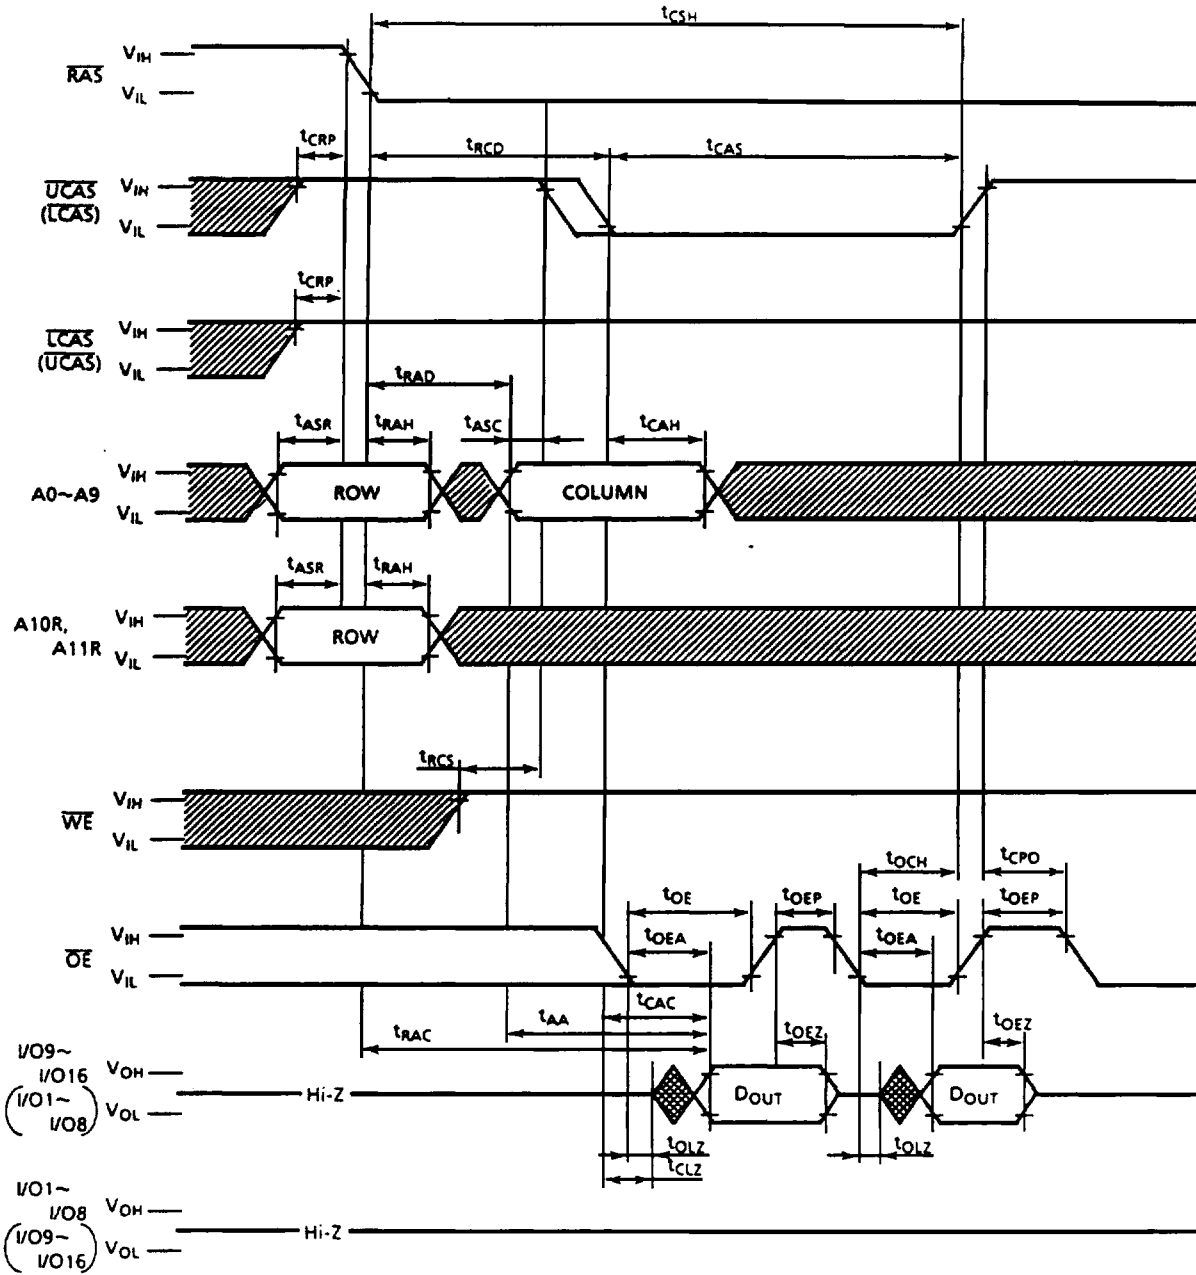 tCSH
VIH
RAS
VIL
tCRP
tRCD
tCAS
UCAS
(LCAS)
VIH
VIL
tCRP
LCAS
(UCAS)
VIH
VIL
tRAD
tASR
tRAH
tASC
tCAH
A0~A9
VIH
VIL
ROW
COLUMN
tASR
tRAH
A10R,
A11R
VIH
VIL
ROW
tRCS
WE
VIH
VIL
tOCH
tCPO
tOE
tOEP
tOE
tOEP
OE
VIH
VIL
tOEA
tOEA
tCAC
tAA
tRAC
tOEZ
tOEZ
I/O9~
I/O16
(I/O1~
I/O8)
VOH
VOL
Hi-Z
DOUT
DOUT
tOLZ
tOLZ
tCLZ
I/O1~
I/O8
(I/O9~
I/O16)
VOH
VOL
Hi-Z